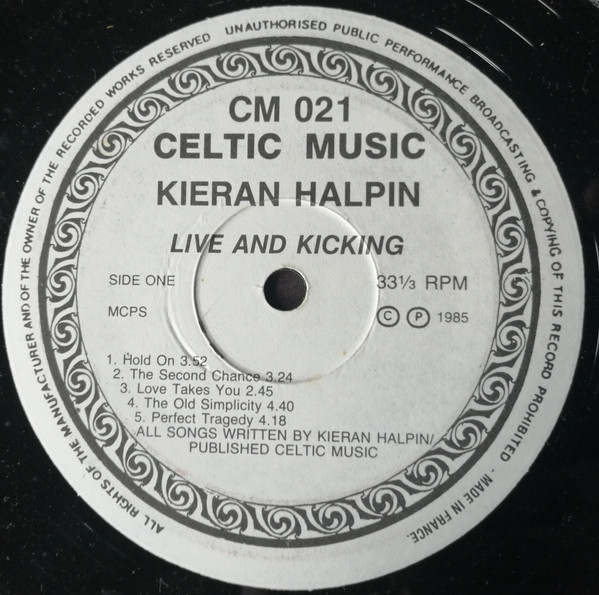 ALL RIGHTS OF THE MANUFACTURER AND OF THE OWNER OF THE RECORDED WORKS RESERVED UNAUTHORISED PUBLIC PERFORMANCE BROADCASTING & COPYING OF THIS RECORD PROHIBITED - MADE IN FRANCE.
CM 021
CELTIC MUSIC
KIERAN HALPIN
LIVE AND KICKING
SIDE ONE 33⅓ RPM
MCPS Ⓒ Ⓟ 1985
1. Hold On 3.52
2. The Second Chance 3.24
3. Love Takes You 2.45
4. The Old Simplicity 4.40
5. Perfect Tragedy 4.18
ALL SONGS WRITTEN BY KIERAN HALPIN/
PUBLISHED CELTIC MUSIC